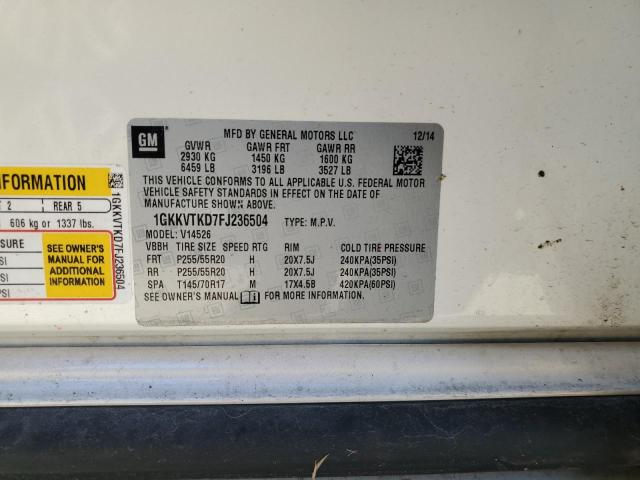 GM
MFD BY GENERAL MOTORS LLC 12/14
GVWR GAWR FRT GAWR RR
2930 KG 1450 KG 1600 KG
6459 LB 3196 LB 3527 LB
THIS VEHICLE CONFORMS TO ALL APPLICABLE U.S. FEDERAL MOTOR
VEHICLE SAFETY STANDARDS IN EFFECT ON THE DATE OF
MANUFACTURE SHOWN ABOVE.
1GKKVTKD7FJ236504 TYPE: M.P.V.
MODEL: V14526
VBBH TIRE SIZE SPEED RTG RIM COLD TIRE PRESSURE
FRT P255/55R20 H 20X7.5J 240KPA(35PSI)
RR P255/55R20 H 20X7.5J 240KPA(35PSI)
SPA T145/70R17 M 17X4.5B 420KPA(60PSI)
SEE OWNER'S MANUAL FOR MORE INFORMATION.
INFORMATION
2 REAR 5
606 kg or 1337 lbs.
SEE OWNER'S
MANUAL FOR
ADDITIONAL
INFORMATION
1GKKVTKD7FJ236504